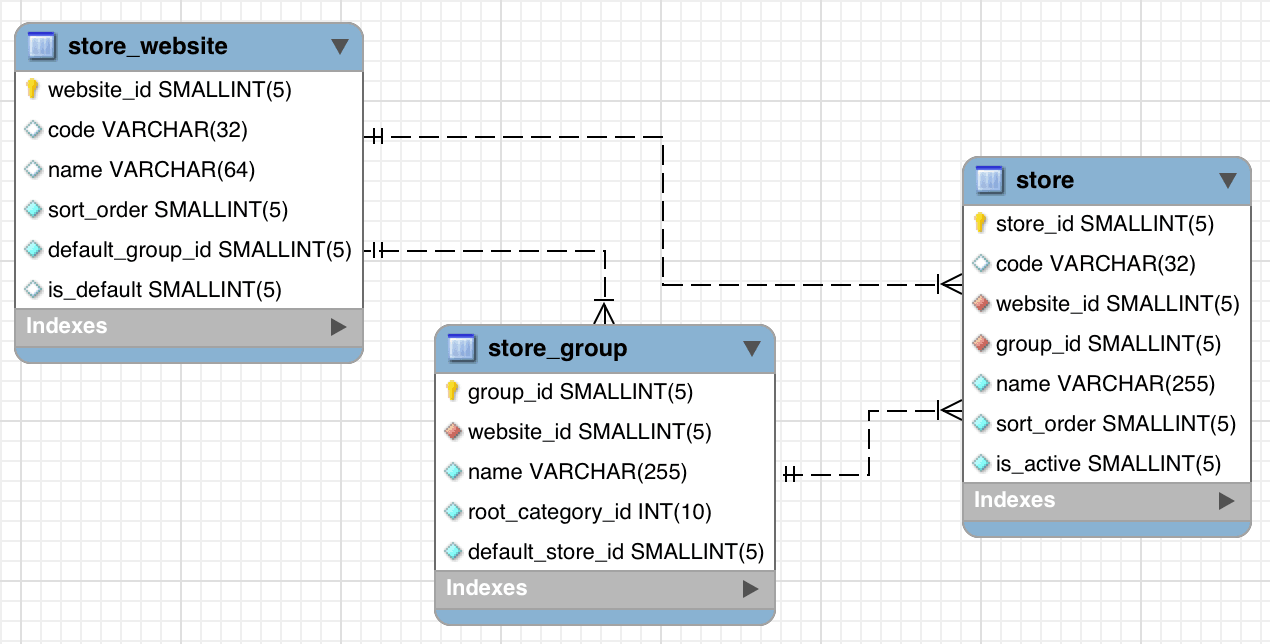 store_website
website_id SMALLINT(5)
code VARCHAR(32)
name VARCHAR(64)
sort_order SMALLINT(5)
default_group_id SMALLINT(5)
is_default SMALLINT(5)
Indexes
store_group
group_id SMALLINT(5)
website_id SMALLINT(5)
name VARCHAR(255)
root_category_id INT(10)
default_store_id SMALLINT(5)
Indexes
store
store_id SMALLINT(5)
code VARCHAR(32)
website_id SMALLINT(5)
group_id SMALLINT(5)
name VARCHAR(255)
sort_order SMALLINT(5)
is_active SMALLINT(5)
Indexes